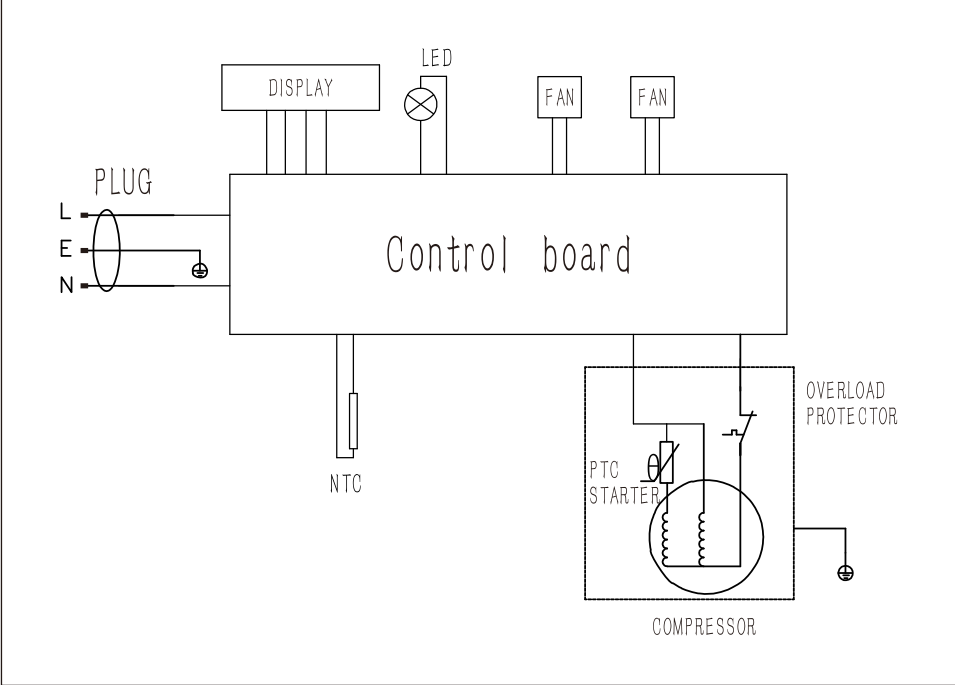 LED
DISPLAY
FAN
FAN
PLUG
L
E
N
Control board
OVERLOAD
PROTECTOR
PTC
STARTER
NTC
COMPRESSOR